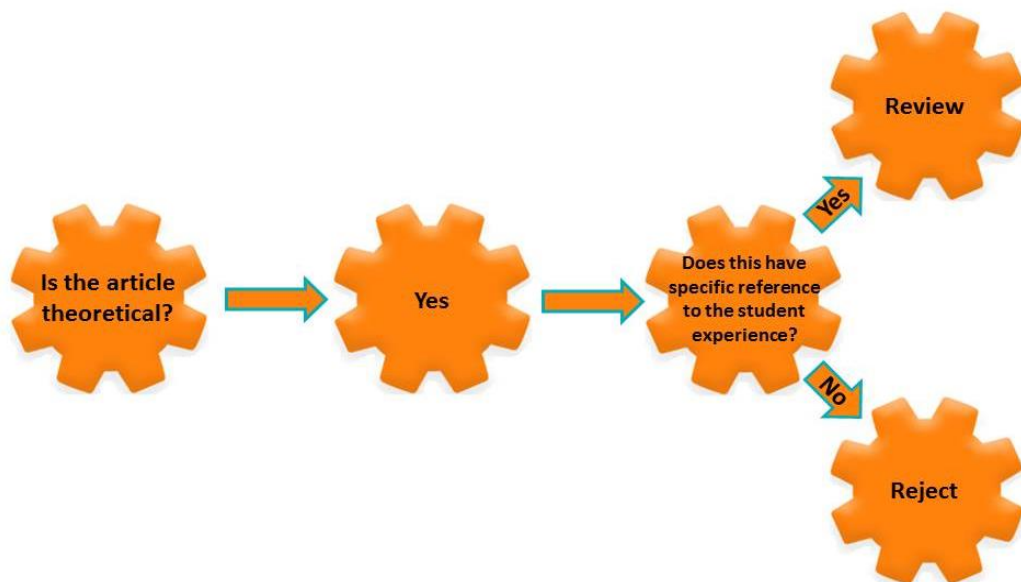 Is the article
theoretical?
Yes
Does this have
specific reference
to the student
experience?
Yes
Review
No
Reject